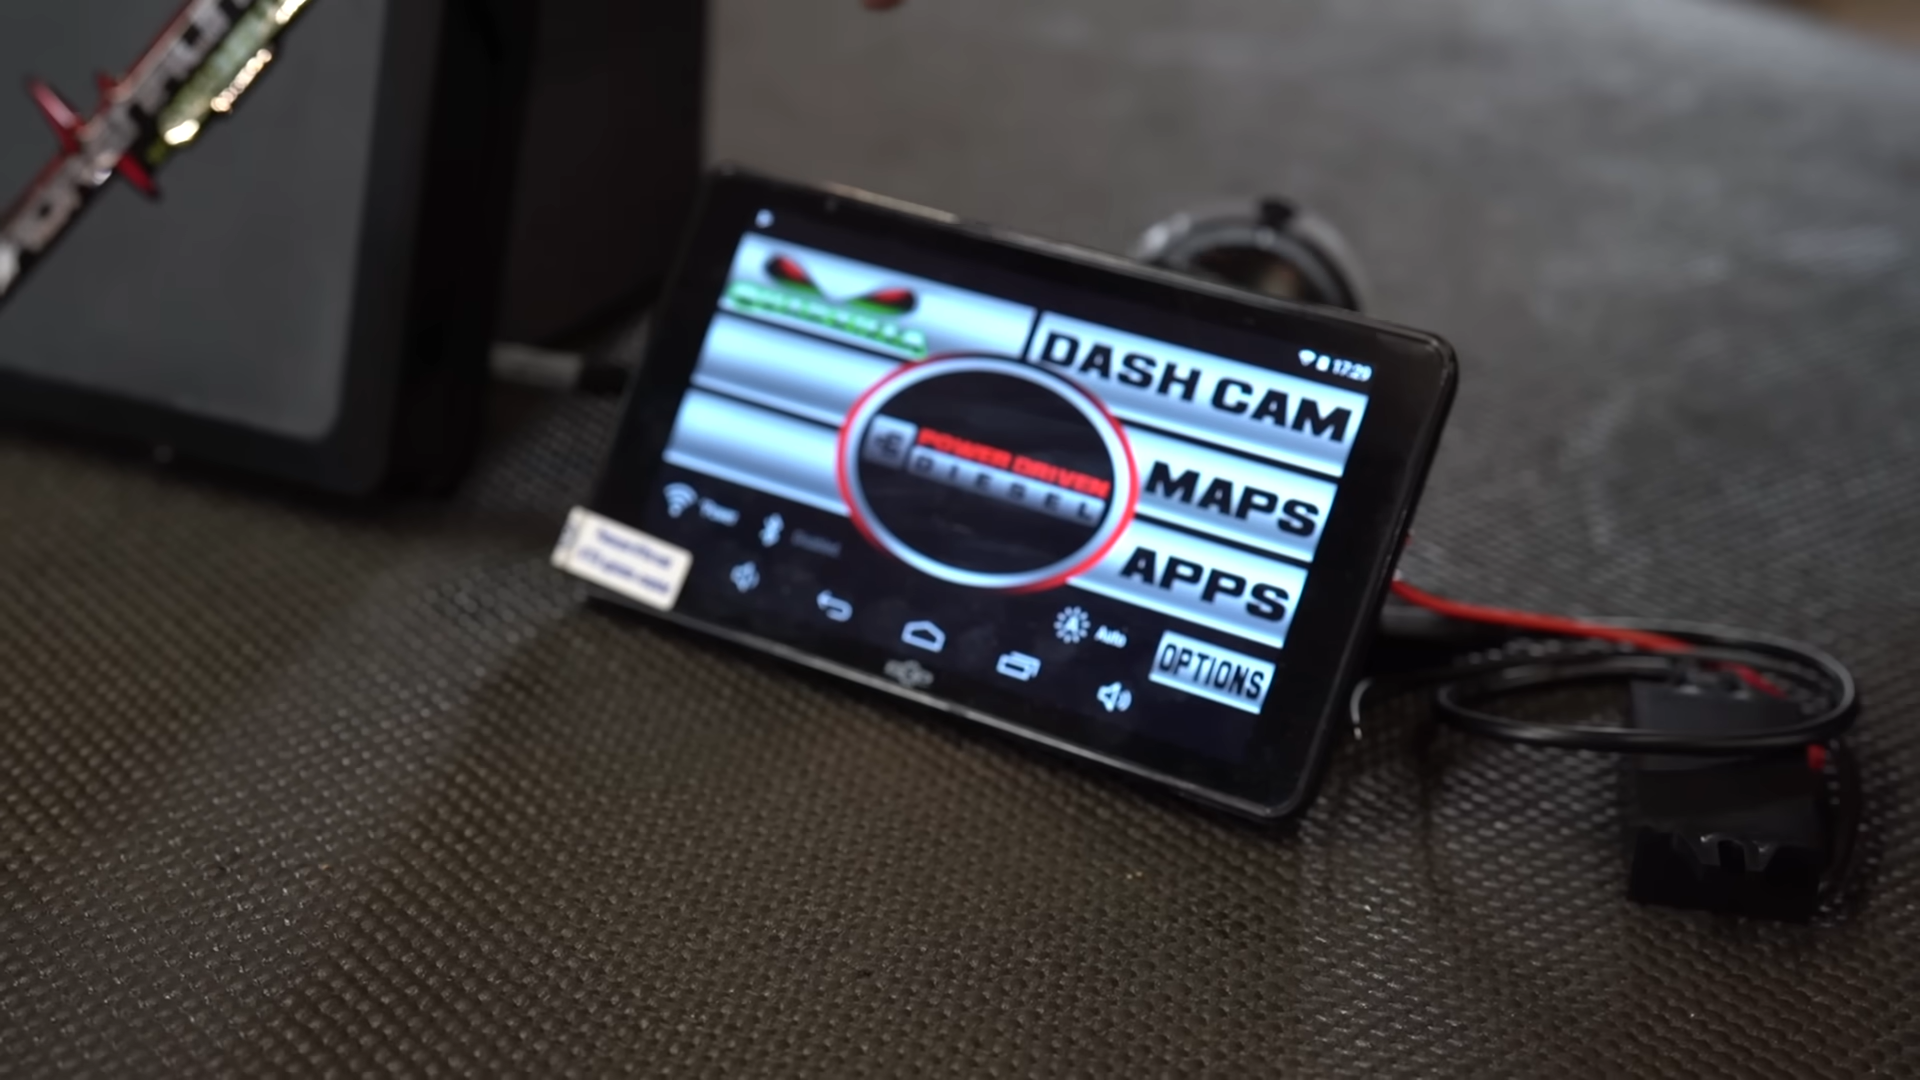 17:29
DASH CAM
MAPS
APPS
POWER DRIVEN
DIESEL
Auto
OPTIONS